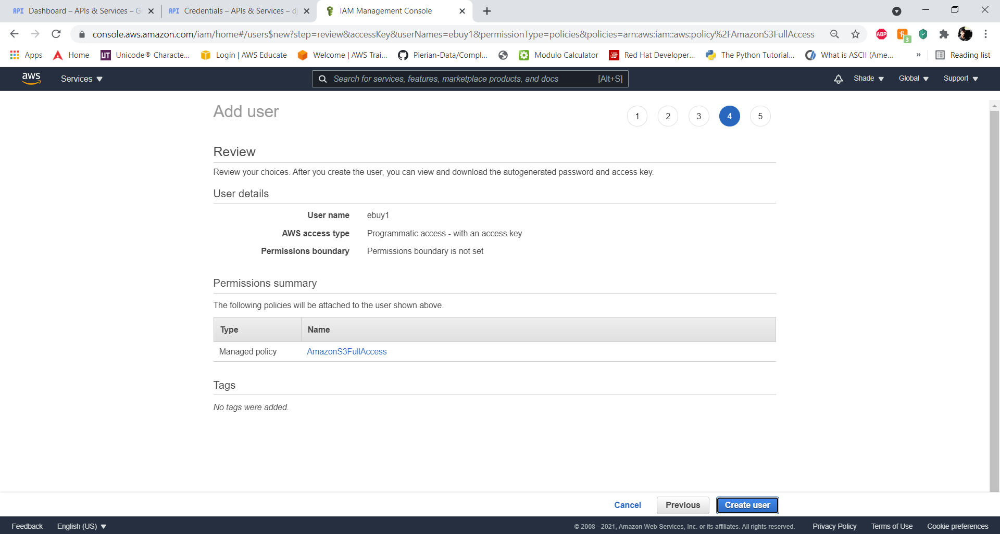 API Dashboard – APIs & Services – G
API Credentials – APIs & Services – d
IAM Management Console
console.aws.amazon.com/iam/home#/users$new?step=review&accessKey&userNames=ebuy1&permissionType=policies&policies=arn:aws:iam::aws:policy%2FAmazonS3FullAccess
ABP
3
Apps
Home
UT Unicode® Characte...
Login | AWS Educate
Welcome | AWS Trai...
Pierian-Data/Compl...
Modulo Calculator
Red Hat Developer...
The Python Tutorial...
What is ASCII (Ame...
»
Reading list
aws
Services
Search for services, features, marketplace products, and docs [Alt+S]
Shade
Global
Support
Add user
1 2 3 4 5
Review
Review your choices. After you create the user, you can view and download the autogenerated password and access key.
User details
User name ebuy1
AWS access type Programmatic access - with an access key
Permissions boundary Permissions boundary is not set
Permissions summary
The following policies will be attached to the user shown above.
Type Name
Managed policy AmazonS3FullAccess
Tags
No tags were added.
Cancel Previous Create user
Feedback English (US) © 2008 - 2021, Amazon Web Services, Inc. or its affiliates. All rights reserved. Privacy Policy Terms of Use Cookie preferences